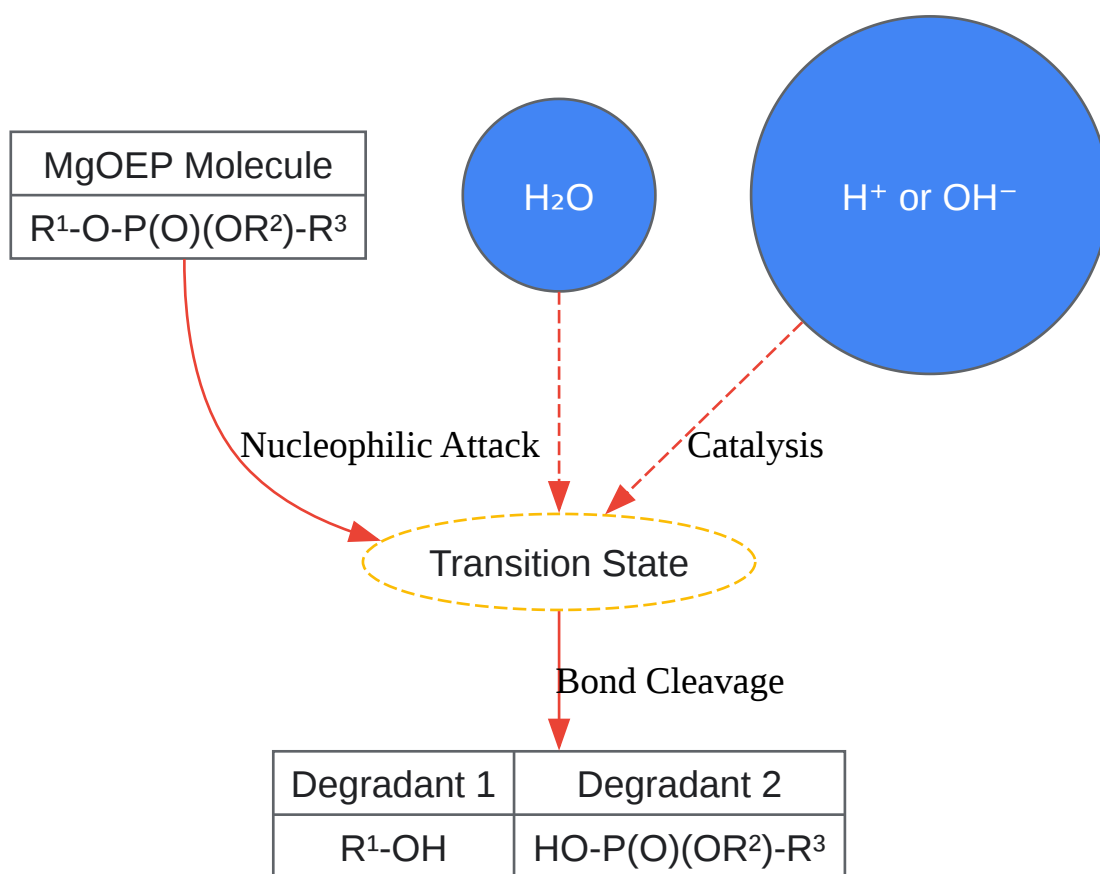 MgOEP Molecule
R¹-O-P(O)(OR²)-R³
H₂O
H⁺ or OH⁻
Nucleophilic Attack
Catalysis
Transition State
Bond Cleavage
Degradant 1
Degradant 2
R¹-OH
HO-P(O)(OR²)-R³